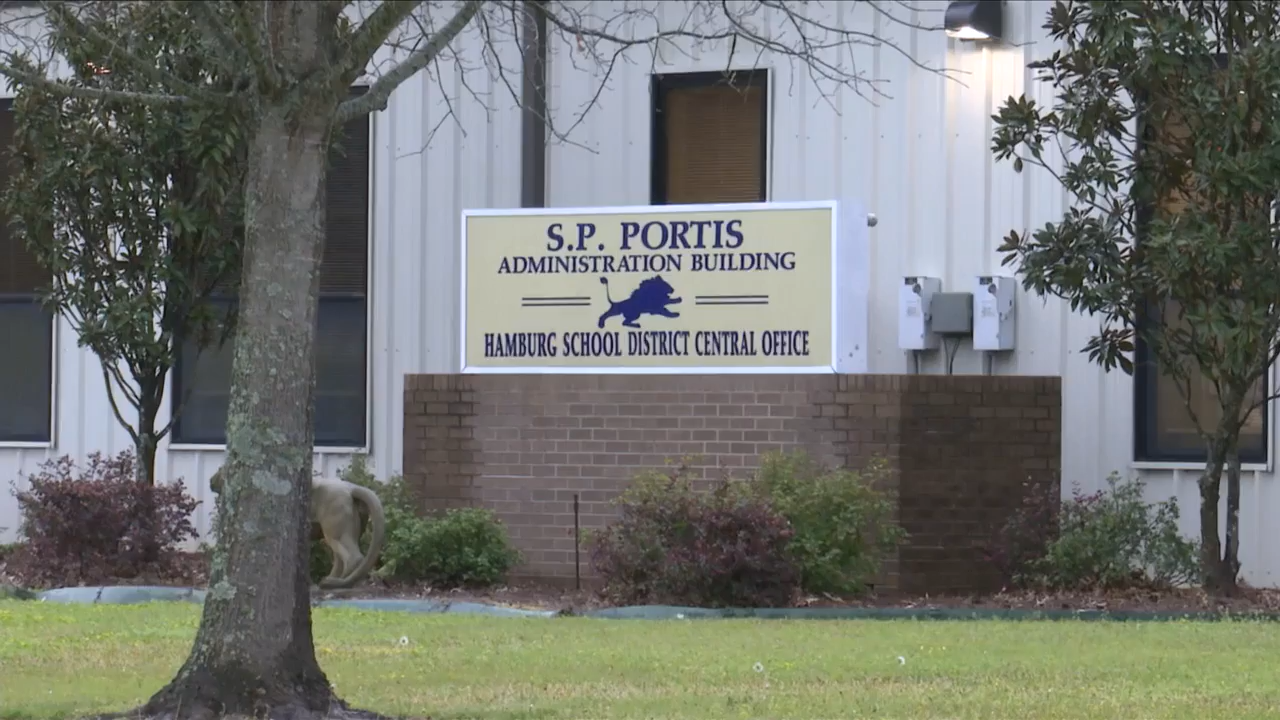 S.P. PORTIS
ADMINISTRATION BUILDING
HAMBURG SCHOOL DISTRICT CENTRAL OFFICE